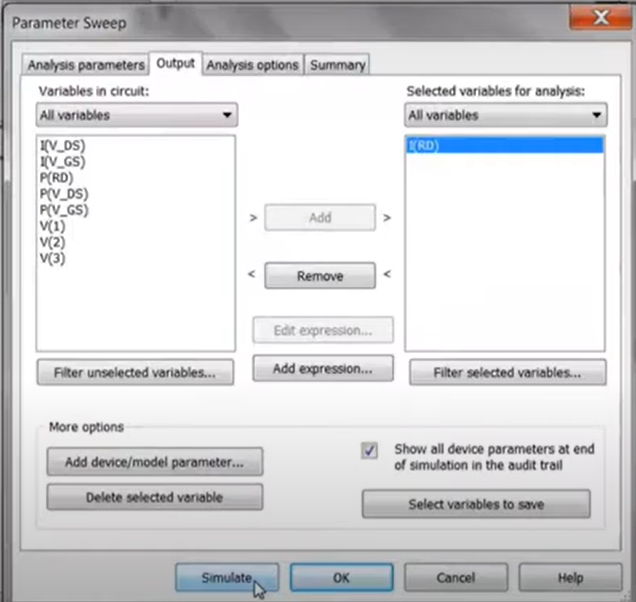 Parameter Sweep
Analysis parameters Output Analysis options Summary
Variables in circuit:
All variables
I(V_DS)
I(V_GS)
P(RD)
P(V_DS)
P(V_GS)
V(1)
V(2)
V(3)
Filter unselected variables...
> Add >
< Remove <
Edit expression...
Add expression...
Selected variables for analysis:
All variables
I(RD)
Filter selected variables...
More options
Add device/model parameter...
Delete selected variable
Show all device parameters at end
of simulation in the audit trail
Select variables to save
Simulate OK Cancel Help